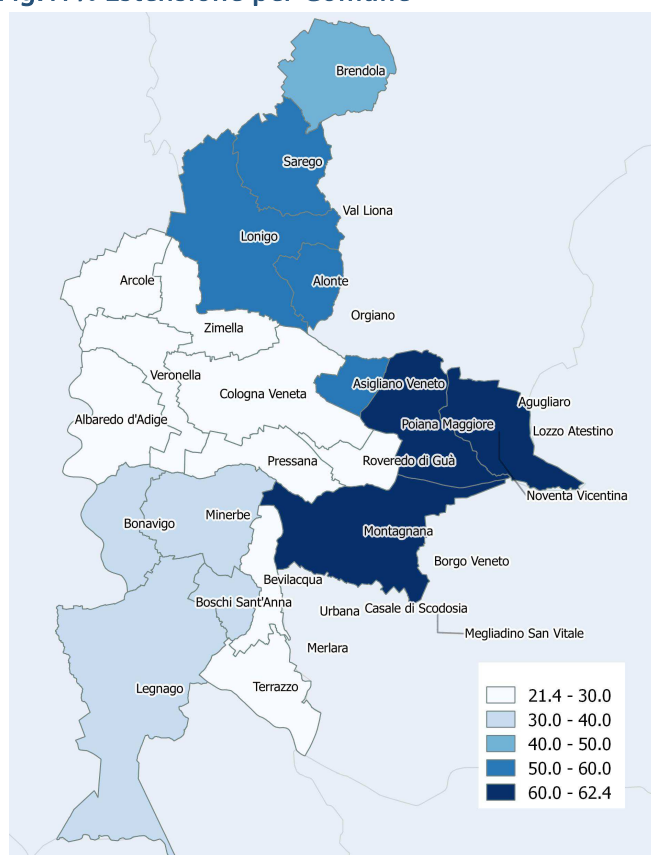 Brendola
Sarego
Val Liona
Lonigo
Alonte
Arcole
Orgiano
Zimella
Veronella
Asigliano Veneto
Cologna Veneta
Agugliaro
Albaredo d'Adige
Poiana Maggiore
Lozzo Atestino
Pressana
Roveredo di Guà
Noventa Vicentina
Minerbe
Bonavigo
Montagnana
Borgo Veneto
Bevilacqua
Boschi Sant'Anna
Urbana
Casale di Scodosia
Megliadino San Vitale
Merlara
Legnago
Terrazzo
21.4 - 30.0
30.0 - 40.0
40.0 - 50.0
50.0 - 60.0
60.0 - 62.4